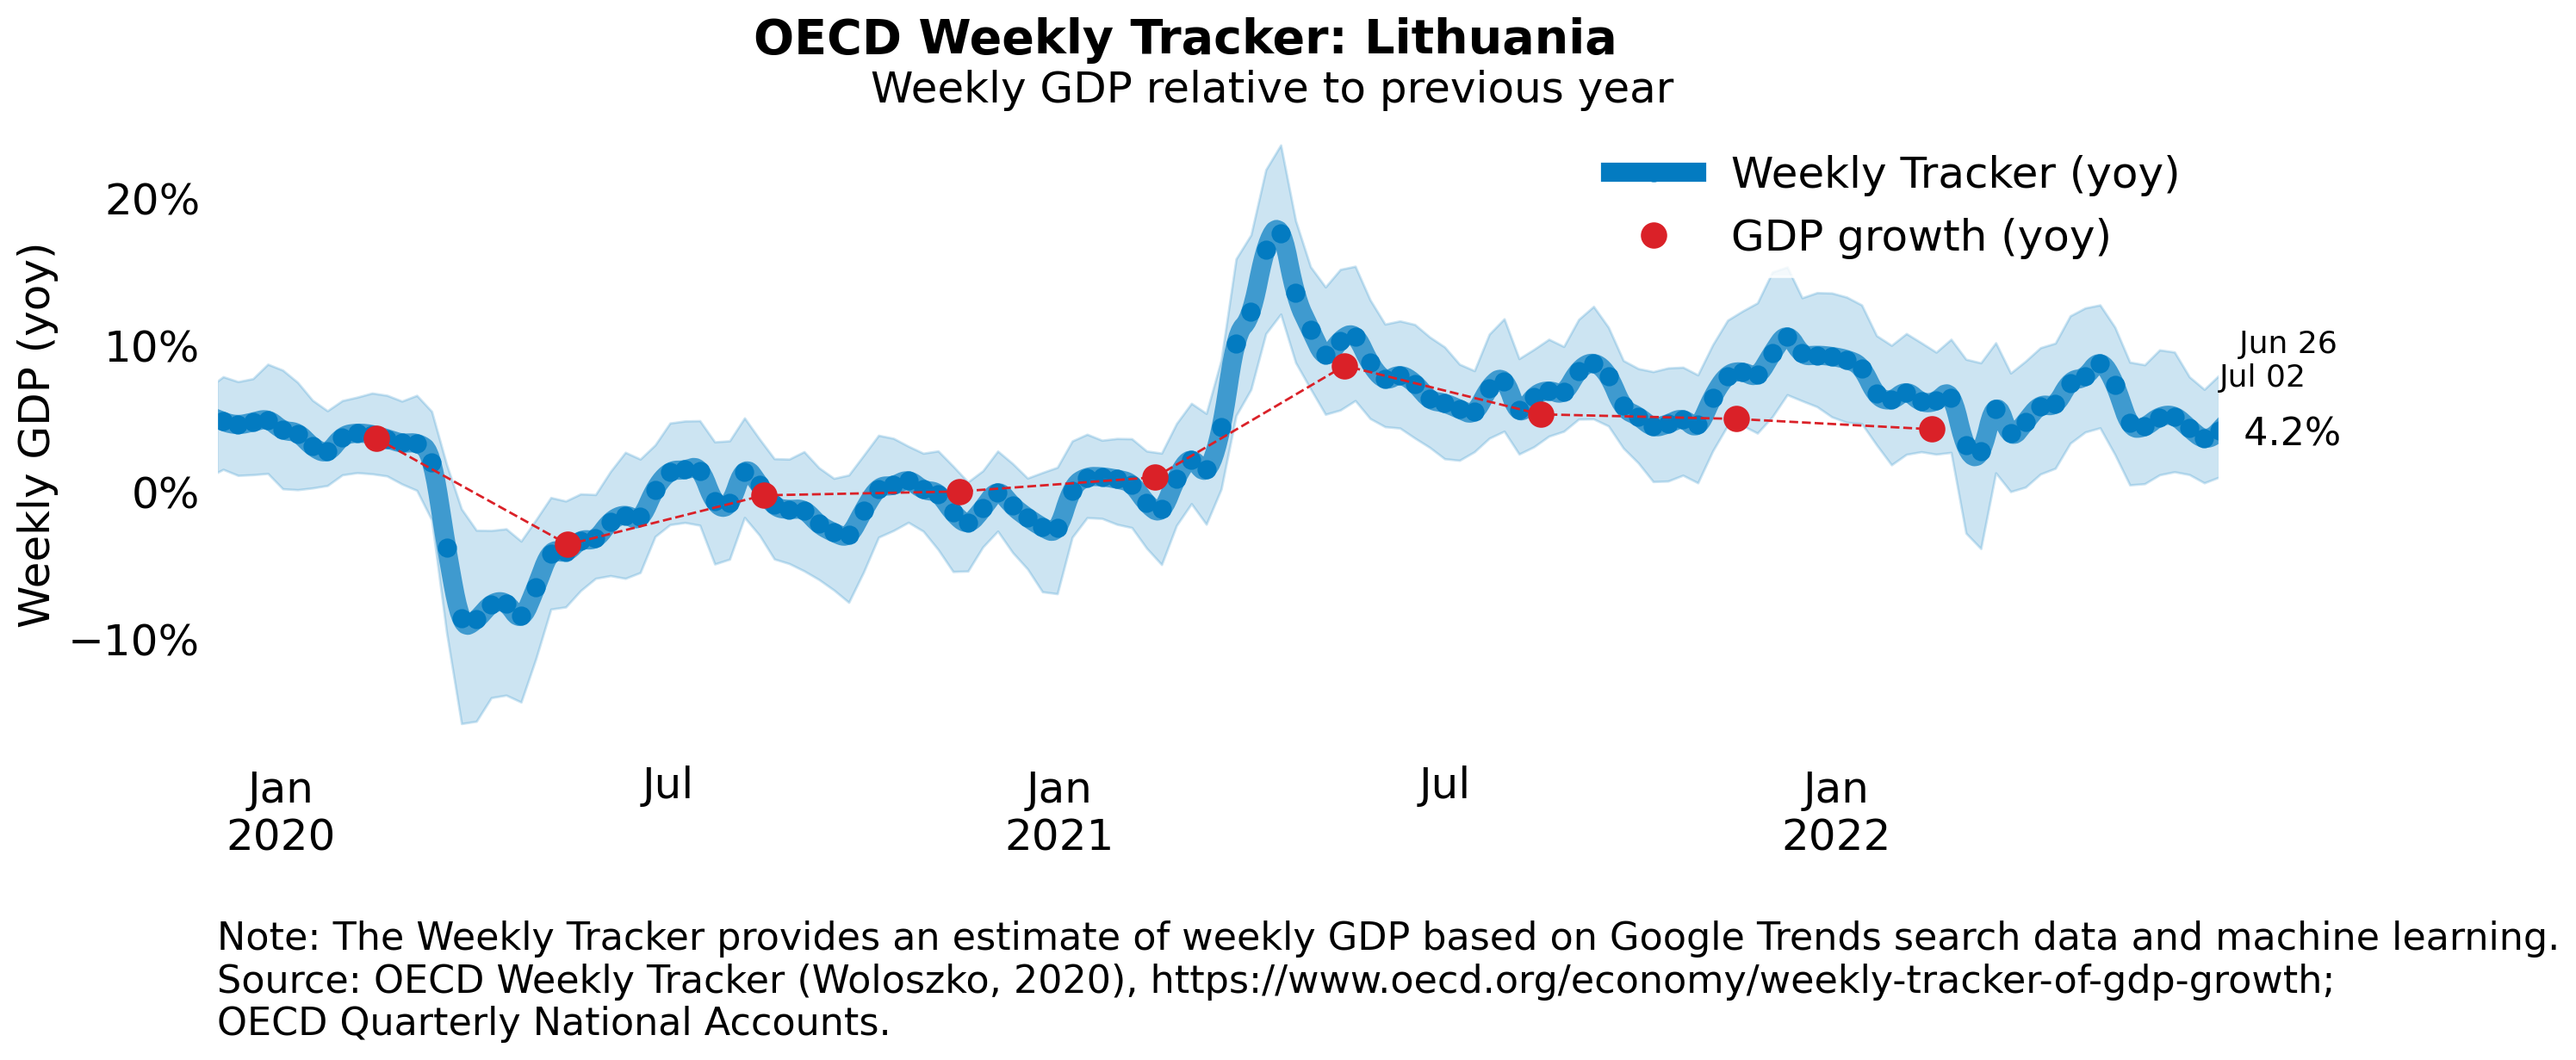 OECD Weekly Tracker: Lithuania
Weekly GDP relative to previous year
Weekly Tracker (yoy)
GDP growth (yoy)
Weekly GDP (yoy)
20%
10%
0%
−10%
Jun 26
Jul 02
4.2%
Jan
2020
Jul
Jan
2021
Jul
Jan
2022
Note: The Weekly Tracker provides an estimate of weekly GDP based on Google Trends search data and machine learning.
Source: OECD Weekly Tracker (Woloszko, 2020), https://www.oecd.org/economy/weekly-tracker-of-gdp-growth;
OECD Quarterly National Accounts.